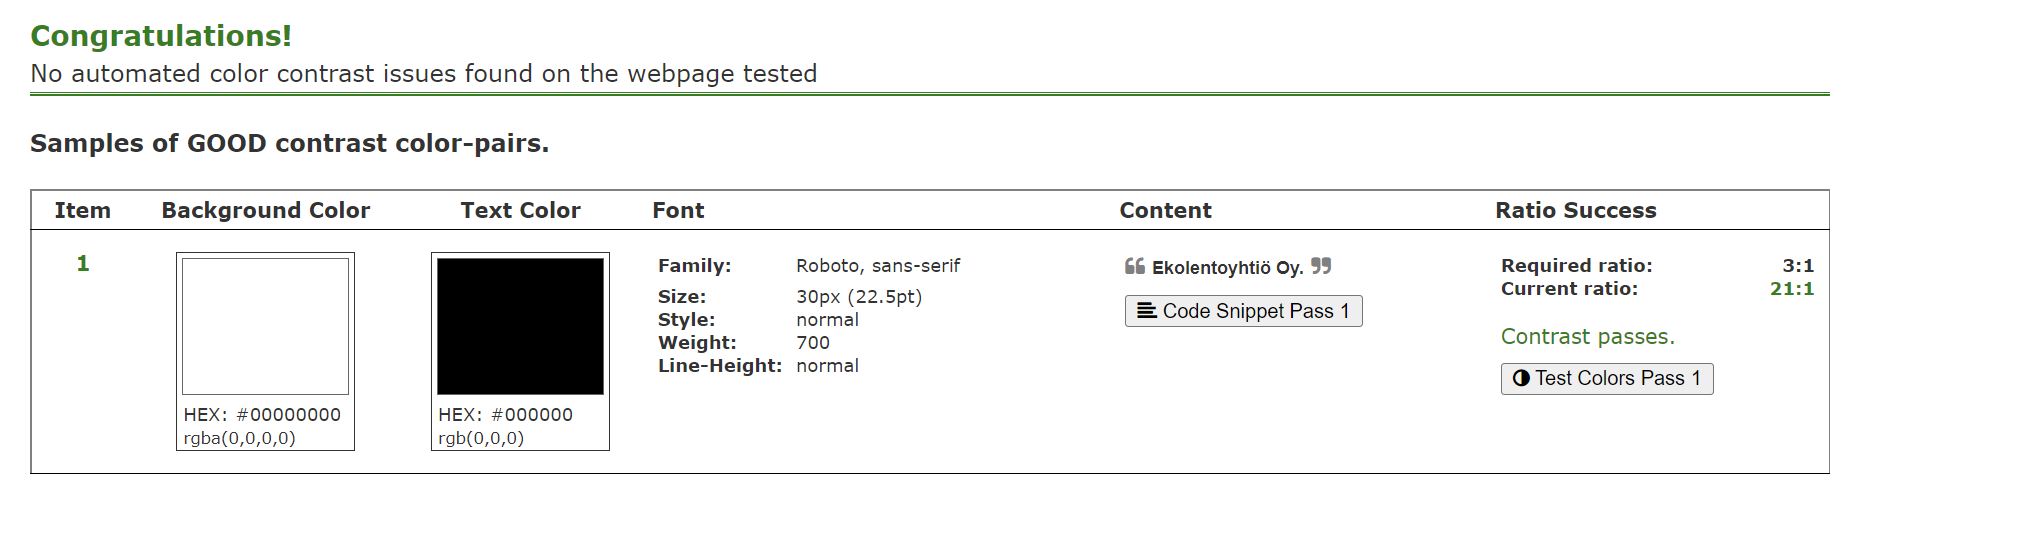 Congratulations!
No automated color contrast issues found on the webpage tested
Samples of GOOD contrast color-pairs.
Item Background Color Text Color Font Content Ratio Success
1
HEX: #00000000
rgba(0,0,0,0)
HEX: #000000
rgb(0,0,0)
Family: Roboto, sans-serif
Size: 30px (22.5pt)
Style: normal
Weight: 700
Line-Height: normal
❝ Ekolentoyhtiö Oy. ❞
Code Snippet Pass 1
Required ratio: 3:1
Current ratio: 21:1
Contrast passes.
Test Colors Pass 1